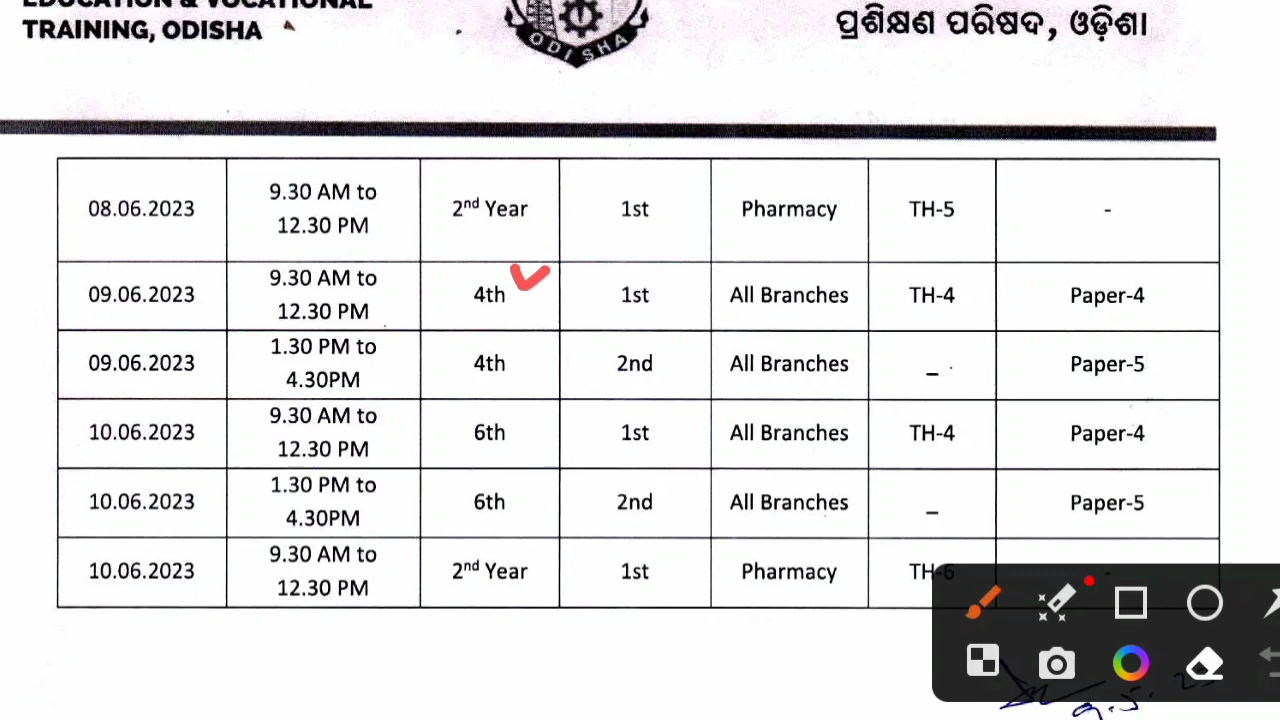 EDUCATION & VOCATIONAL
TRAINING, ODISHA
ODISHA
ପ୍ରଶିକ୍ଷଣ ପରିଷଦ, ଓଡ଼ିଶା
08.06.2023 9.30 AM to 12.30 PM 2nd Year 1st Pharmacy TH-5 -
09.06.2023 9.30 AM to 12.30 PM 4th 1st All Branches TH-4 Paper-4
09.06.2023 1.30 PM to 4.30PM 4th 2nd All Branches _ Paper-5
10.06.2023 9.30 AM to 12.30 PM 6th 1st All Branches TH-4 Paper-4
10.06.2023 1.30 PM to 4.30PM 6th 2nd All Branches _ Paper-5
10.06.2023 9.30 AM to 12.30 PM 2nd Year 1st Pharmacy TH-6 -